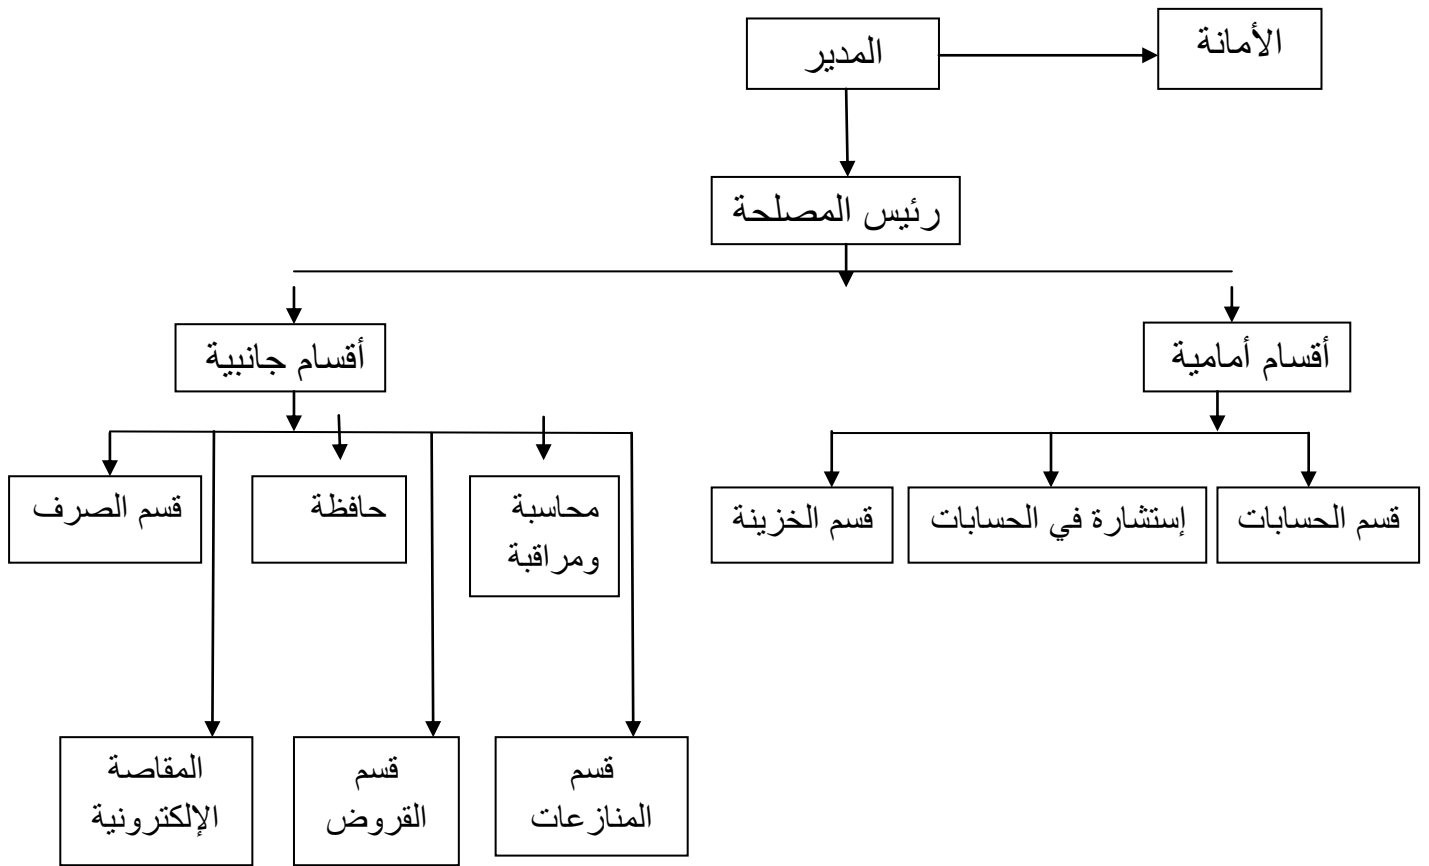 الأمانة
المدير
رئيس المصلحة
أقسام أمامية
أقسام جانبية
قسم الحسابات
إستشارة في الحسابات
قسم الخزينة
محاسبة
ومراقبة
حافظة
قسم الصرف
قسم
المنازعات
قسم
القروض
المقاصة
الإلكترونية